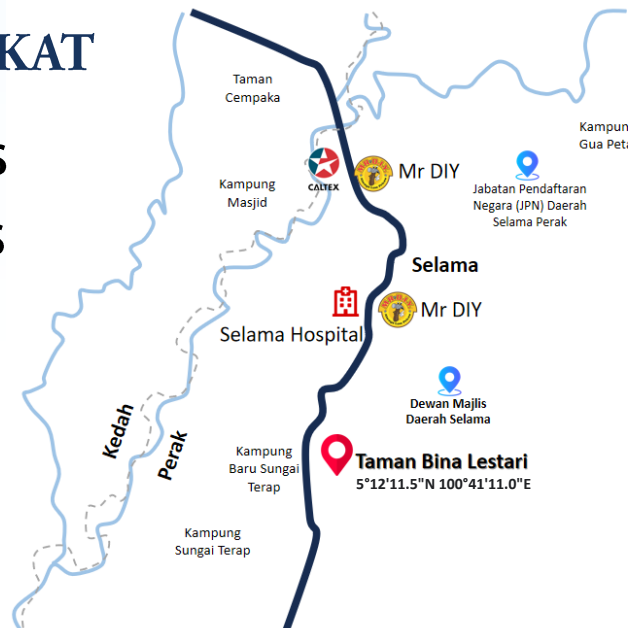 KAT
S
S
Taman
Cempaka
Kampun
Gua Peta
CALTEX
Mr DIY
MR.D.I.Y.
Kampung
Masjid
Jabatan Pendaftaran
Negara (JPN) Daerah
Selama Perak
Selama
Mr DIY
MR.D.I.Y.
Selama Hospital
Dewan Majlis
Daerah Selama
Kedah
Perak
Kampung
Baru Sungai
Terap
Taman Bina Lestari
5°12'11.5"N 100°41'11.0"E
Kampung
Sungai Terap